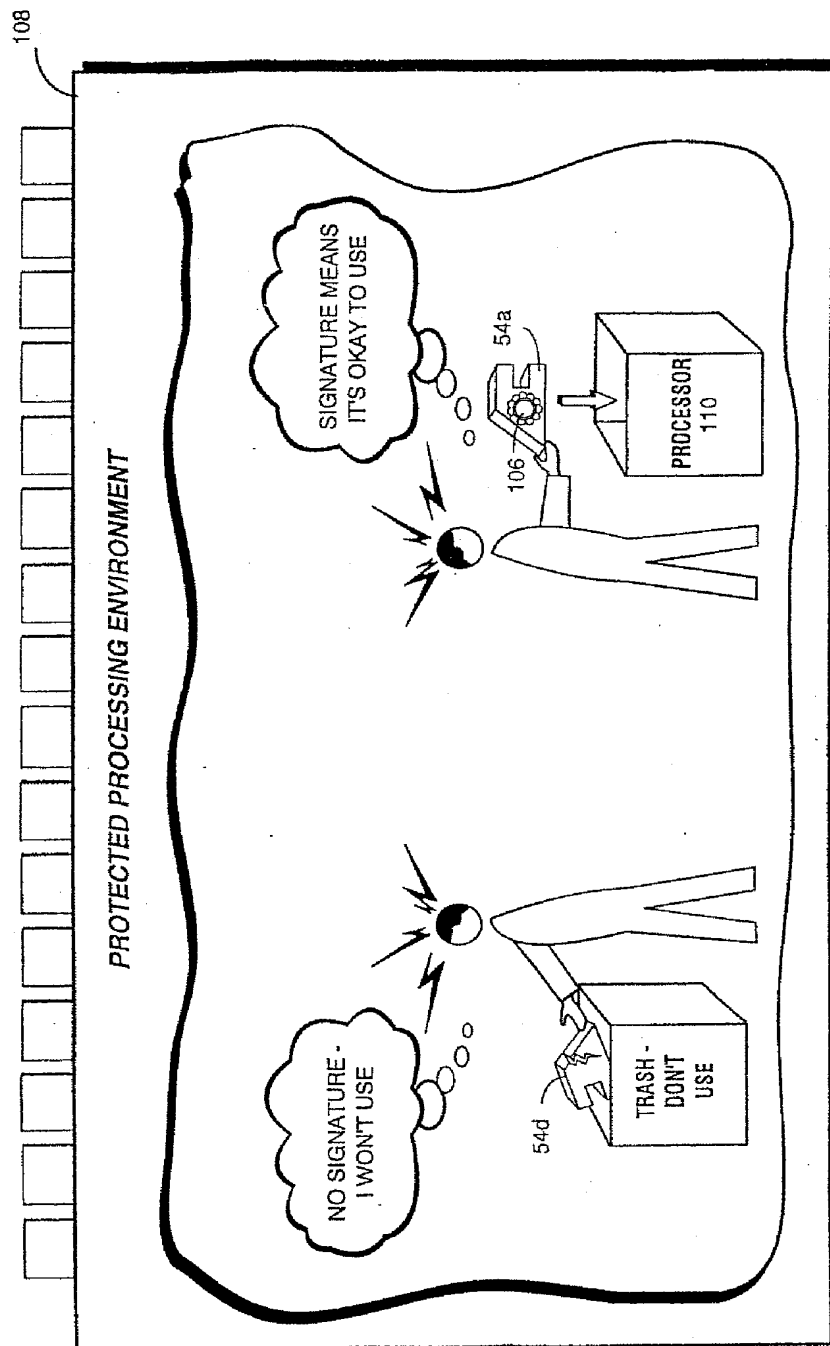 108
PROTECTED PROCESSING ENVIRONMENT
NO SIGNATURE -
I WON'T USE
54d
TRASH -
DON'T
USE
SIGNATURE MEANS
IT'S OKAY TO USE
54a
106
PROCESSOR
110